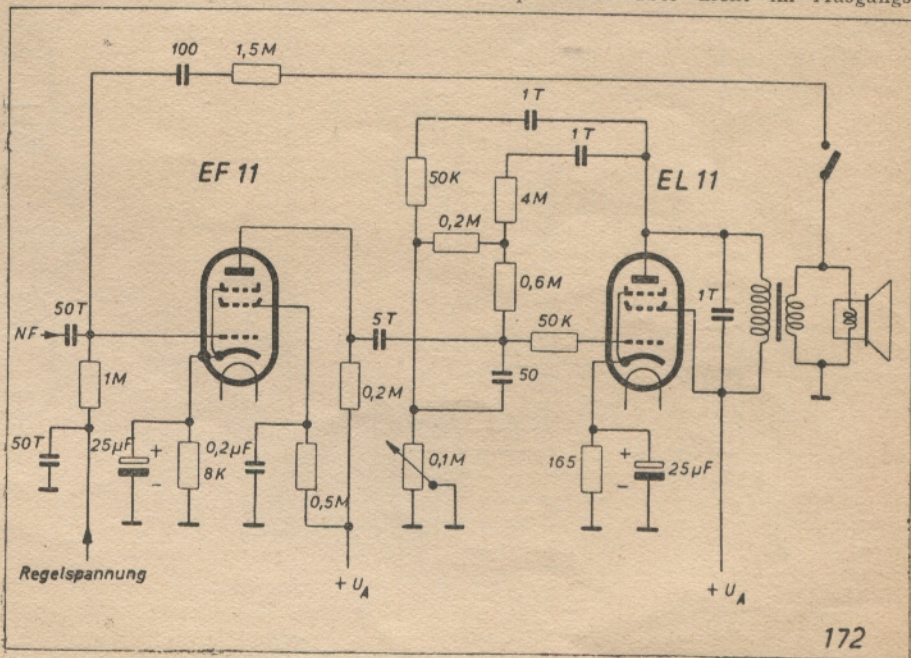 im Ausgangs
100
1,5M
1T
1T
EF 11
50K
4M
EL 11
0,2M
0,6M
50T
NF
5T
50K
1T
1M
50
0,2M
50T
25µF
+
-
8K
0,2µF
0,5M
0,1M
165
+
-
25µF
Regelspannung
+ U_A
+ U_A
172